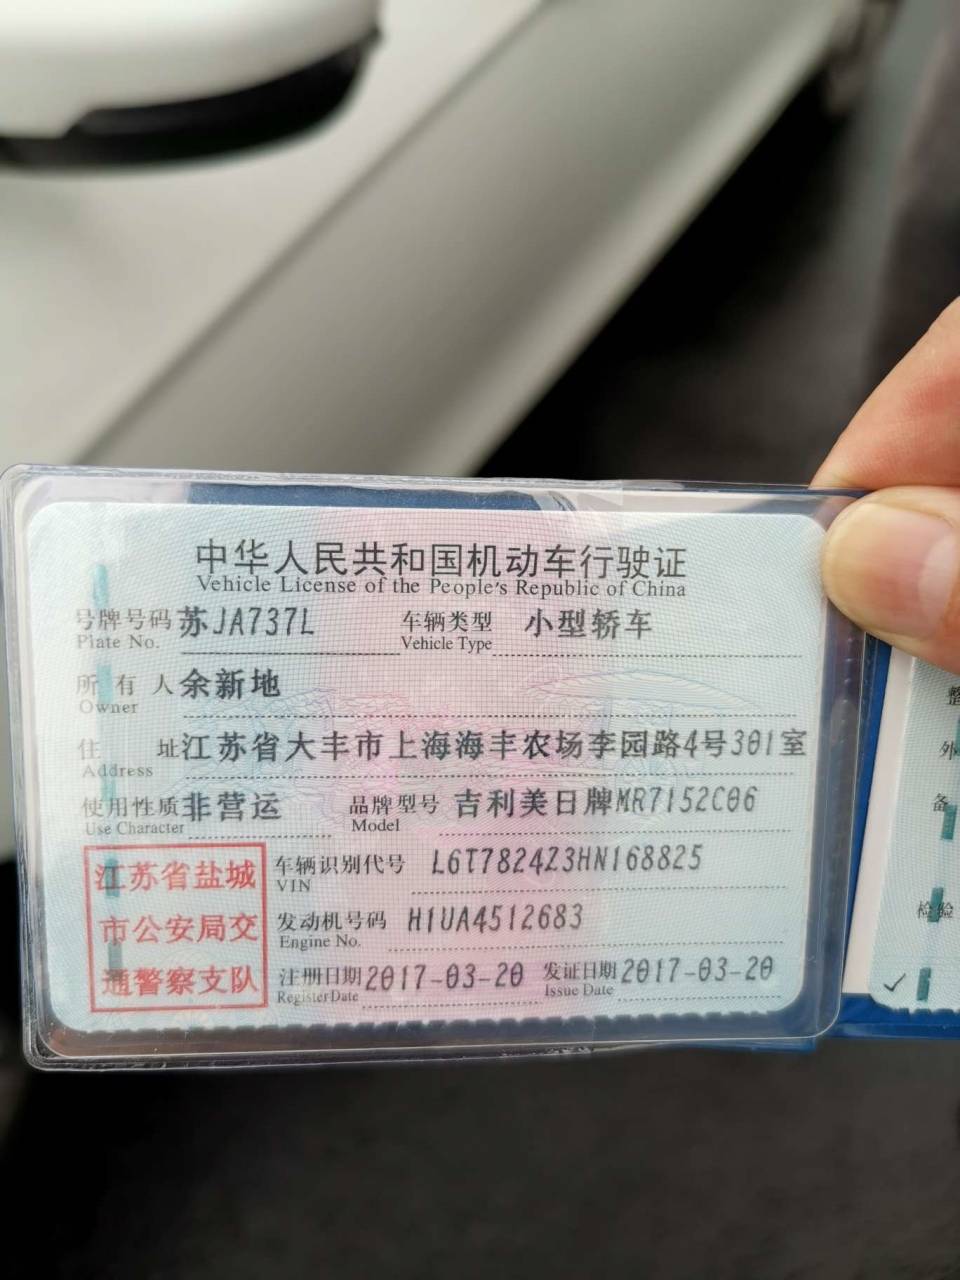 中华人民共和国机动车行驶证
Vehicle License of the People's Republic of China
号牌号码 苏JA737L 车辆类型 小型轿车
Plate No. Vehicle Type
所有人 余新地
Owner
住址 江苏省大丰市上海海丰农场李园路4号301室
Address
使用性质 非营运 品牌型号 吉利美日牌MR7152C06
Use Character Model
江苏省盐城 车辆识别代号 L6T7824Z3HN168825
VIN
市公安局交 发动机号码 H1UA4512683
Engine No.
通警察支队 注册日期 2017-03-20 发证日期 2017-03-20
Register Date Issue Date
整
外
备
检验